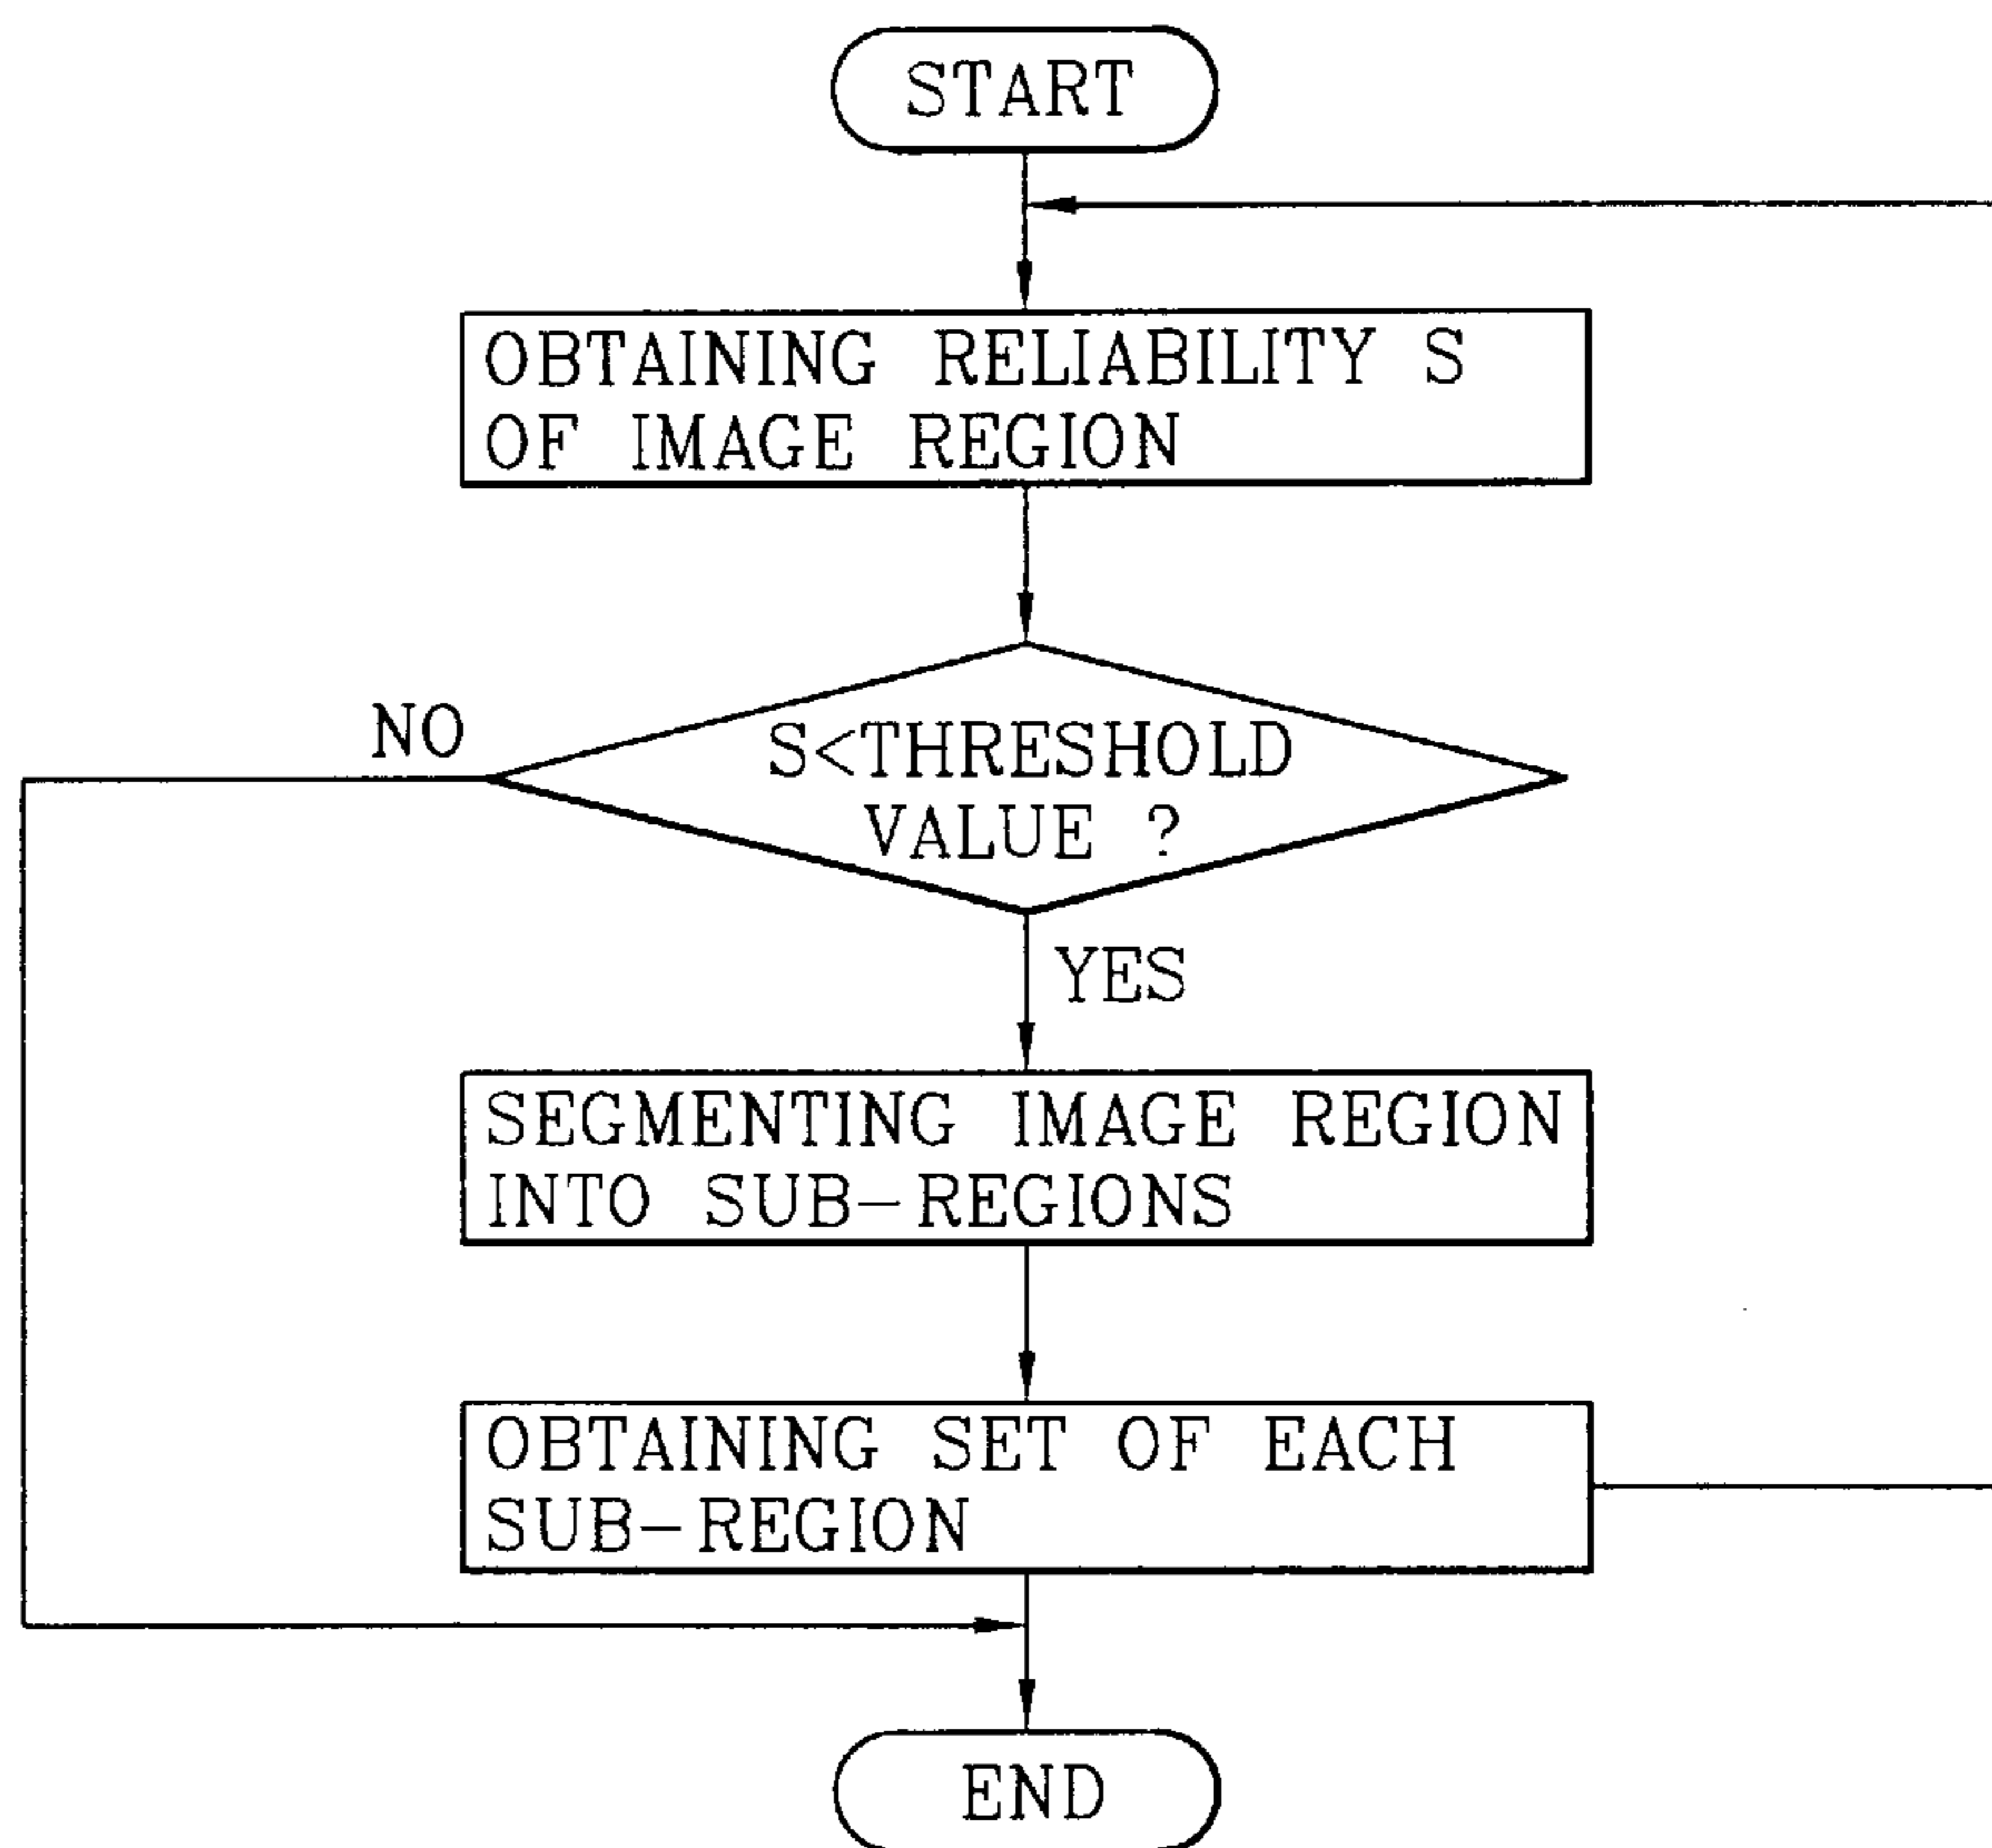 START
OBTAINING RELIABILITY S
OF IMAGE REGION
NO
S<THRESHOLD
VALUE ?
YES
SEGMENTING IMAGE REGION
INTO SUB-REGIONS
OBTAINING SET OF EACH
SUB-REGION
END